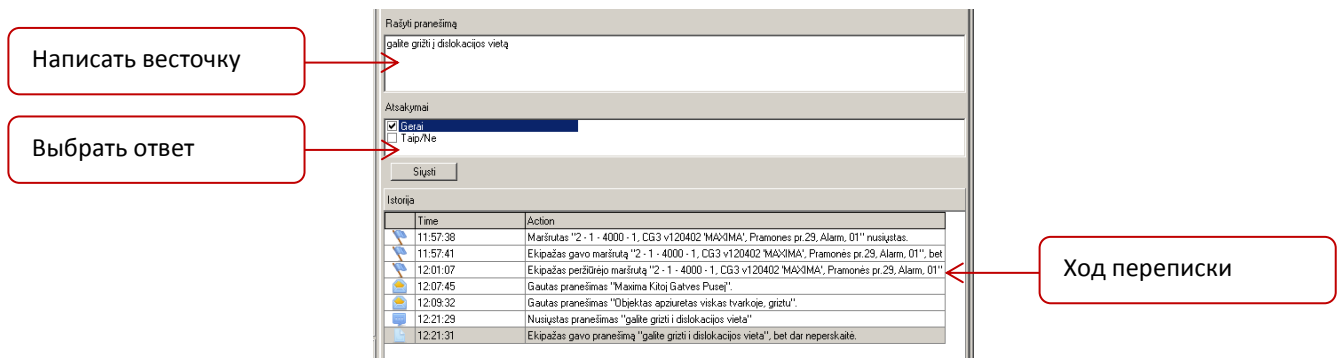 Rašyti pranešimą
galite grižti į dislokacijos vietą
Написать весточку
Atsakymai
Gerai
Taip/Ne
Выбрать ответ
Siųsti
Istorija
Time Action
11:57:38 Maršrutas "2 - 1 - 4000 - 1, CG3 v120402 'MAXIMA', Pramones pr.29, Alarm, 01" nusiųstas.
11:57:41 Ekipažas gavo maršrutą "2 - 1 - 4000 - 1, CG3 v120402 'MAXIMA', Pramonės pr.29, Alarm, 01", bet
12:01:07 Ekipažas peržiūrėjo maršrutą "2 - 1 - 4000 - 1, CG3 v120402 'MAXIMA', Pramonės pr.29, Alarm, 01"
Ход переписки
12:07:45 Gautas pranešimas "Maxima Kitoj Gatves Pusej".
12:09:32 Gautas pranešimas "Objektas apziuretas viskas tvarkoje, griztu".
12:21:29 Nusiųstas pranešimas "galite grizti i dislokacijos vieta"
12:21:31 Ekipažas gavo pranešimą "galite grizti i dislokacijos vieta", bet dar neperskaitė.